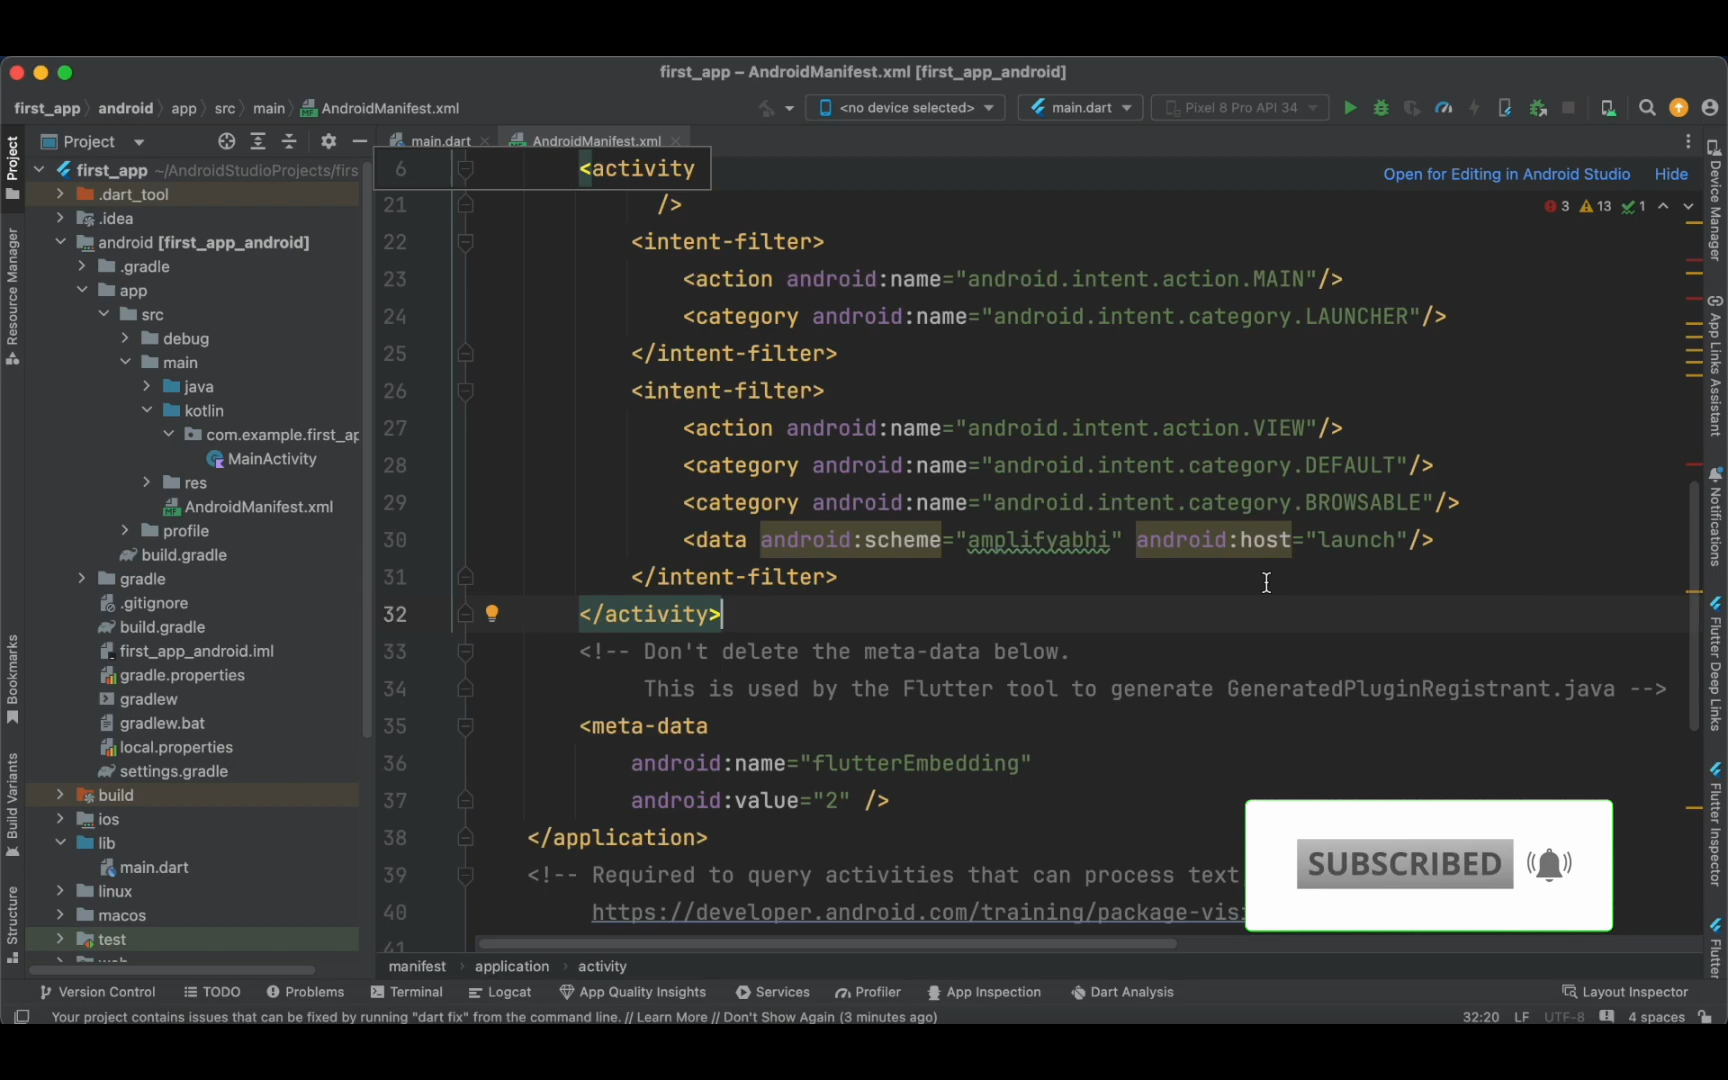 first_app – AndroidManifest.xml [first_app_android]
first_app android app src main AndroidManifest.xml
<no device selected> main.dart Pixel 8 Pro API 34
Project
main.dart AndroidManifest.xml
Open for Editing in Android Studio Hide
3 13 1
Project
Resource Manager
Bookmarks
Build Variants
Structure
first_app ~/AndroidStudioProjects/firs
.dart_tool
.idea
android [first_app_android]
.gradle
app
src
debug
main
java
kotlin
com.example.first_ap
MainActivity
res
AndroidManifest.xml
profile
build.gradle
gradle
.gitignore
build.gradle
first_app_android.iml
gradle.properties
gradlew
gradlew.bat
local.properties
settings.gradle
build
ios
lib
main.dart
linux
macos
test
6 <activity
21 />
22 <intent-filter>
23 <action android:name="android.intent.action.MAIN"/>
24 <category android:name="android.intent.category.LAUNCHER"/>
25 </intent-filter>
26 <intent-filter>
27 <action android:name="android.intent.action.VIEW"/>
28 <category android:name="android.intent.category.DEFAULT"/>
29 <category android:name="android.intent.category.BROWSABLE"/>
30 <data android:scheme="amplifyabhi" android:host="launch"/>
31 </intent-filter>
32 </activity>
33 <!-- Don't delete the meta-data below.
34 This is used by the Flutter tool to generate GeneratedPluginRegistrant.java -->
35 <meta-data
36 android:name="flutterEmbedding"
37 android:value="2" />
38 </application>
39 <!-- Required to query activities that can process text
40 https://developer.android.com/training/package-vis
41
SUBSCRIBED
Device Manager
App Links Assistant
Notifications
Flutter Deep Links
Flutter Inspector
Flutter
manifest application activity
Version Control TODO Problems Terminal Logcat App Quality Insights Services Profiler App Inspection Dart Analysis Layout Inspector
Your project contains issues that can be fixed by running "dart fix" from the command line. // Learn More // Don't Show Again (3 minutes ago) 32:20 LF UTF-8 4 spaces